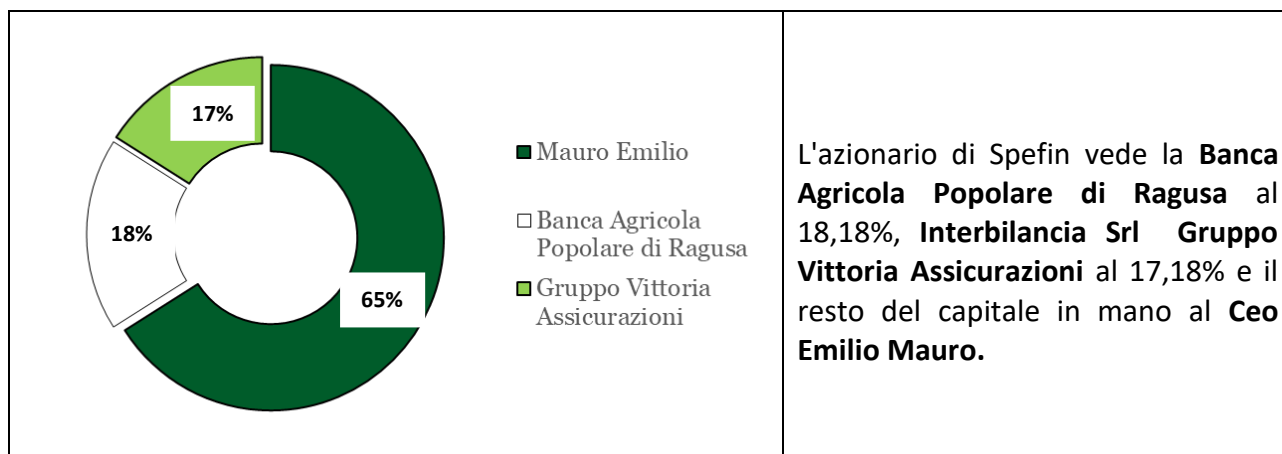 17%
18%
65%
Mauro Emilio
Banca Agricola
Popolare di Ragusa
Gruppo Vittoria
Assicurazioni
L'azionario di Spefin vede la Banca
Agricola Popolare di Ragusa al
18,18%, Interbilancia Srl Gruppo
Vittoria Assicurazioni al 17,18% e il
resto del capitale in mano al Ceo
Emilio Mauro.